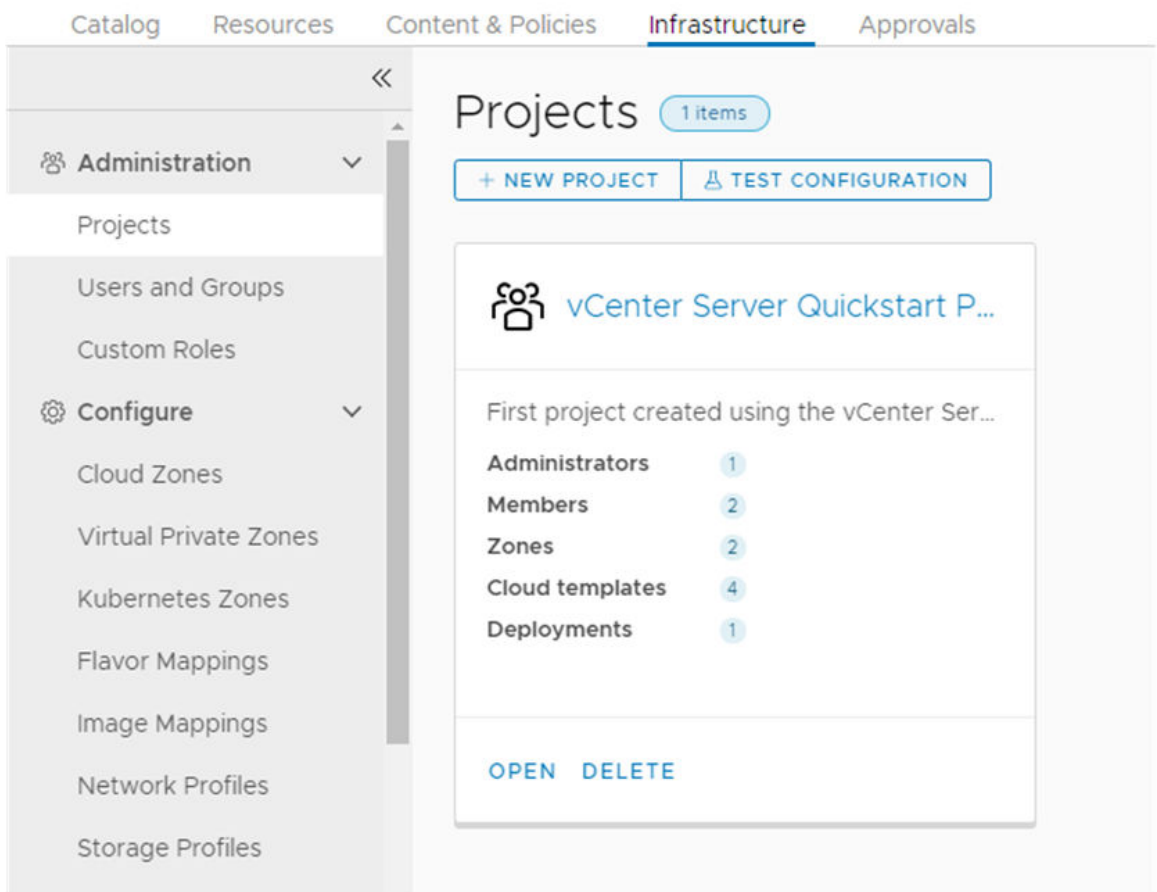 Catalog Resources Content & Policies Infrastructure Approvals
Administration
Projects
Users and Groups
Custom Roles
Configure
Cloud Zones
Virtual Private Zones
Kubernetes Zones
Flavor Mappings
Image Mappings
Network Profiles
Storage Profiles
Projects 1 items
+ NEW PROJECT TEST CONFIGURATION
vCenter Server Quickstart P...
First project created using the vCenter Ser...
Administrators 1
Members 2
Zones 2
Cloud templates 4
Deployments 1
OPEN DELETE